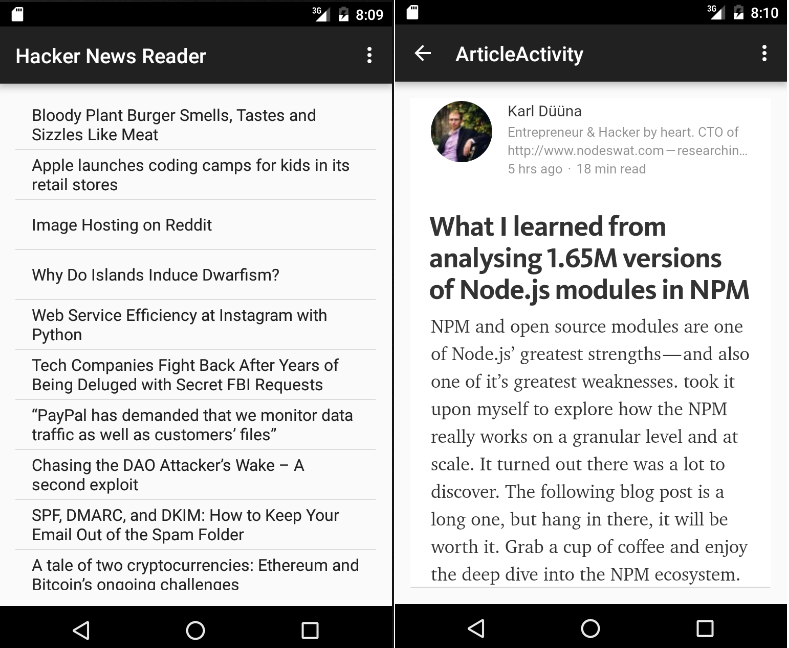 3G 8:09
Hacker News Reader
Bloody Plant Burger Smells, Tastes and
Sizzles Like Meat
Apple launches coding camps for kids in its
retail stores
Image Hosting on Reddit
Why Do Islands Induce Dwarfism?
Web Service Efficiency at Instagram with
Python
Tech Companies Fight Back After Years of
Being Deluged with Secret FBI Requests
“PayPal has demanded that we monitor data
traffic as well as customers’ files”
Chasing the DAO Attacker’s Wake – A
second exploit
SPF, DMARC, and DKIM: How to Keep Your
Email Out of the Spam Folder
A tale of two cryptocurrencies: Ethereum and
Bitcoin’s ongoing challenges
3G 8:10
ArticleActivity
Karl Düüna
Entrepreneur & Hacker by heart. CTO of
http://www.nodeswat.com — researchin...
5 hrs ago · 18 min read
What I learned from
analysing 1.65M versions
of Node.js modules in NPM
NPM and open source modules are one
of Node.js’ greatest strengths — and also
one of it’s greatest weaknesses. took it
upon myself to explore how the NPM
really works on a granular level and at
scale. It turned out there was a lot to
discover. The following blog post is a
long one, but hang in there, it will be
worth it. Grab a cup of coffee and enjoy
the deep dive into the NPM ecosystem.